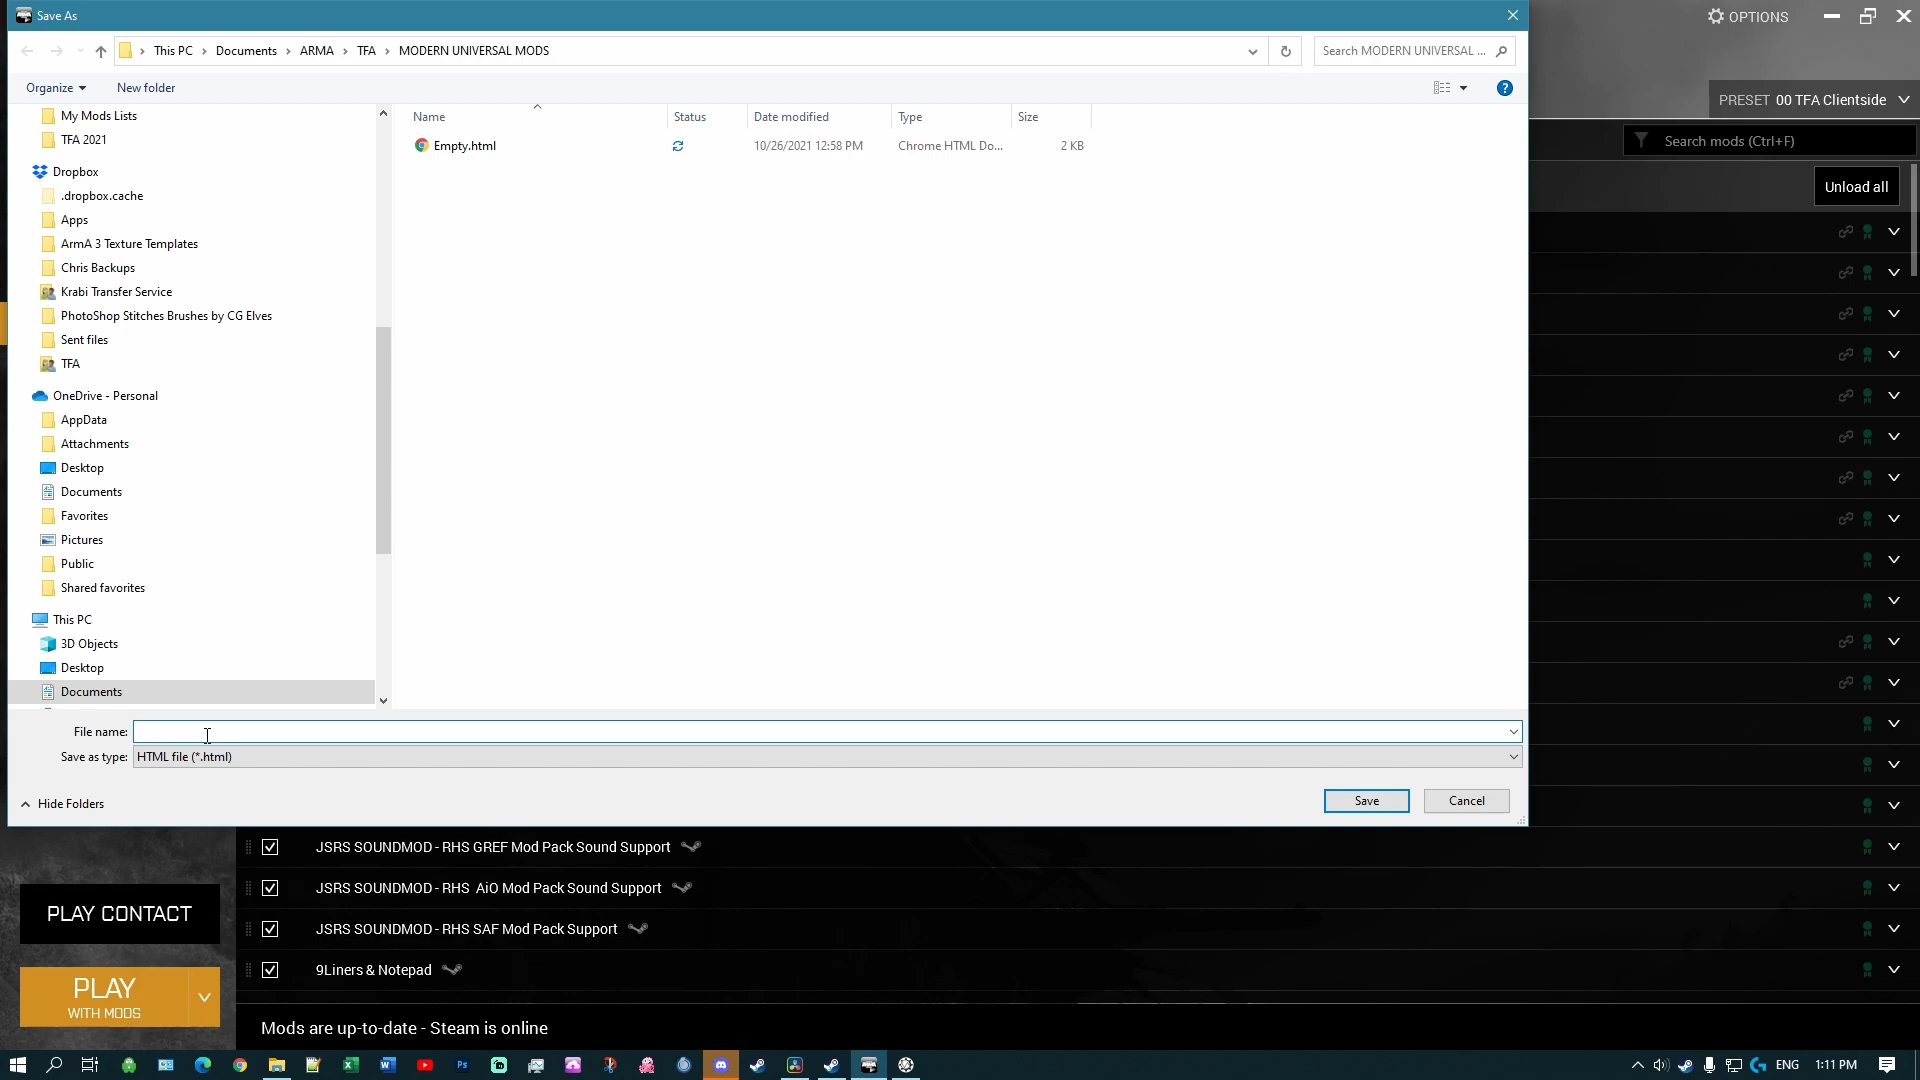 Save As
OPTIONS
This PC > Documents > ARMA > TFA > MODERN UNIVERSAL MODS
Search MODERN UNIVERSAL ...
Organize
New folder
?
PRESET 00 TFA Clientside
Search mods (Ctrl+F)
Unload all
My Mods Lists
TFA 2021
Dropbox
.dropbox.cache
Apps
ArmA 3 Texture Templates
Chris Backups
Krabi Transfer Service
PhotoShop Stitches Brushes by CG Elves
Sent files
TFA
OneDrive - Personal
AppData
Attachments
Desktop
Documents
Favorites
Pictures
Public
Shared favorites
This PC
3D Objects
Desktop
Documents
Name Status Date modified Type Size
Empty.html 10/26/2021 12:58 PM Chrome HTML Do... 2 KB
File name:
Save as type: HTML file (*.html)
Hide Folders
Save
Cancel
JSRS SOUNDMOD - RHS GREF Mod Pack Sound Support
JSRS SOUNDMOD - RHS AiO Mod Pack Sound Support
JSRS SOUNDMOD - RHS SAF Mod Pack Support
9Liners & Notepad
PLAY CONTACT
PLAY
WITH MODS
Mods are up-to-date - Steam is online
Ps
ENG
1:11 PM